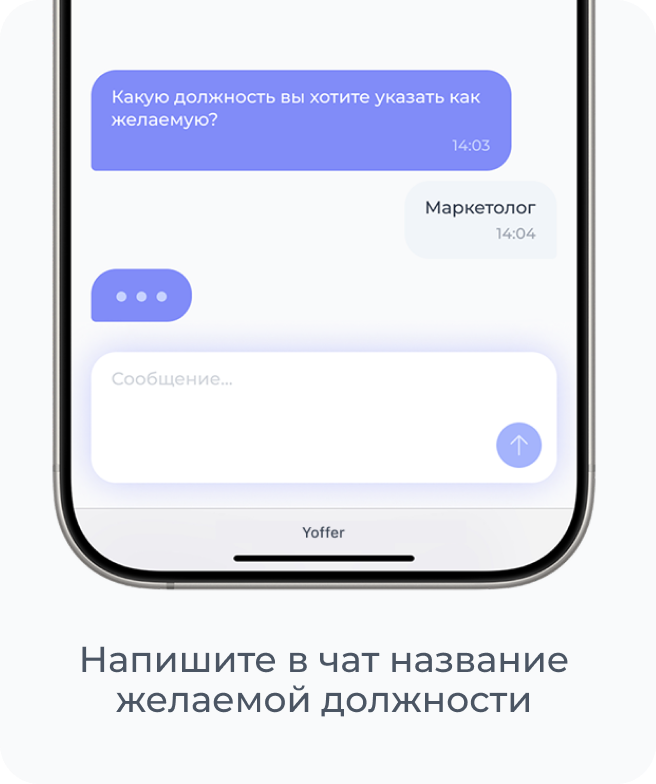 Какую должность вы хотите указать как
желаемую?
14:03
Маркетолог
14:04
Сообщение...
Yoffer
Напишите в чат название
желаемой должности